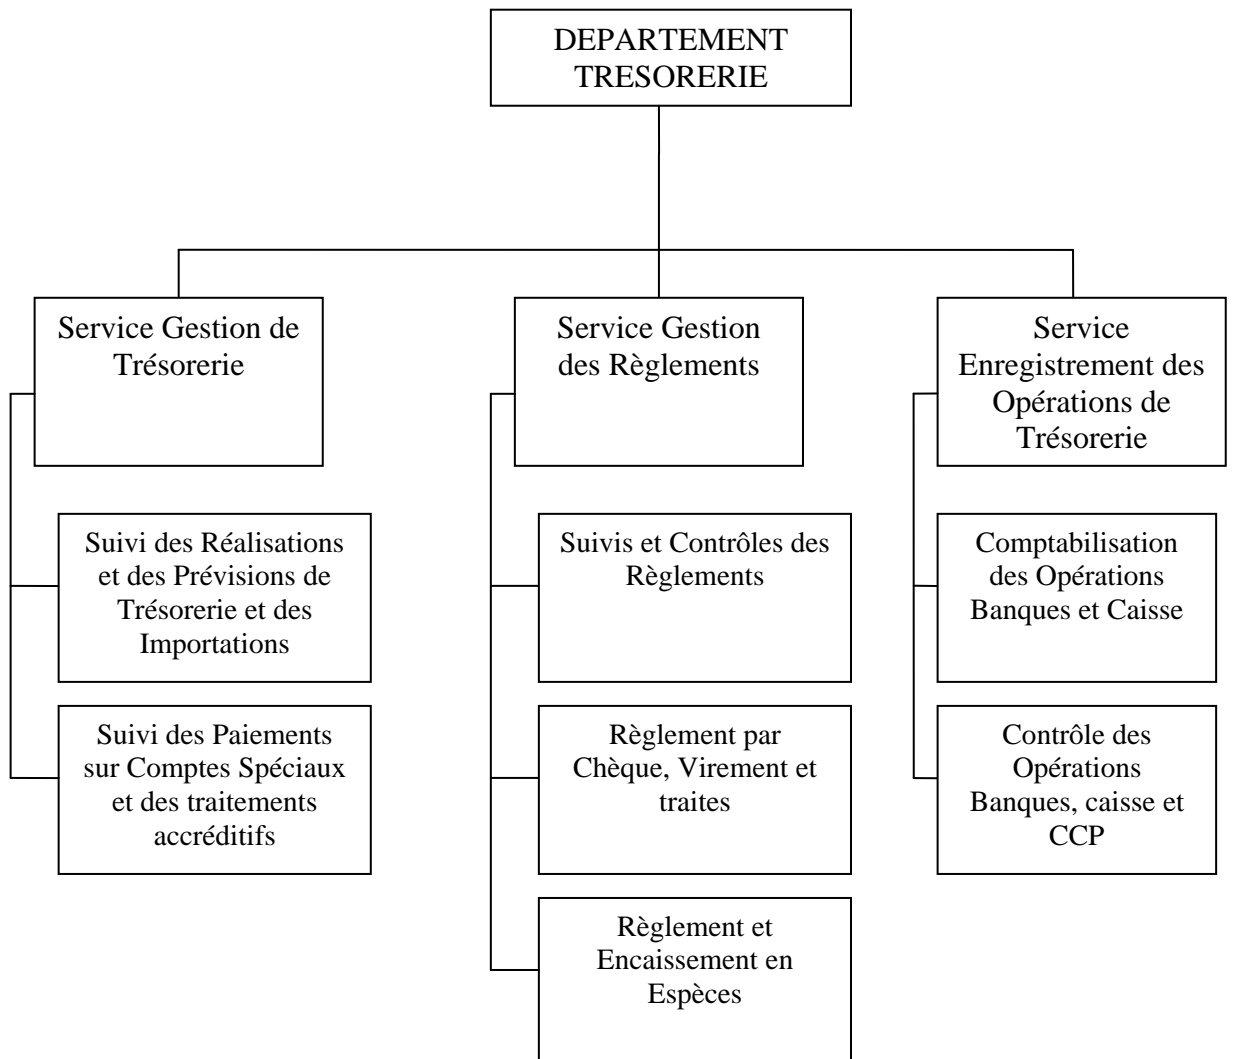 DEPARTEMENT
TRESORERIE
Service Gestion de
Trésorerie
Service Gestion
des Règlements
Service
Enregistrement des
Opérations de
Trésorerie
Suivi des Réalisations
et des Prévisions de
Trésorerie et des
Importations
Suivis et Contrôles des
Règlements
Comptabilisation
des Opérations
Banques et Caisse
Suivi des Paiements
sur Comptes Spéciaux
et des traitements
accréditifs
Règlement par
Chèque, Virement et
traites
Contrôle des
Opérations
Banques, caisse et
CCP
Règlement et
Encaissement en
Espèces